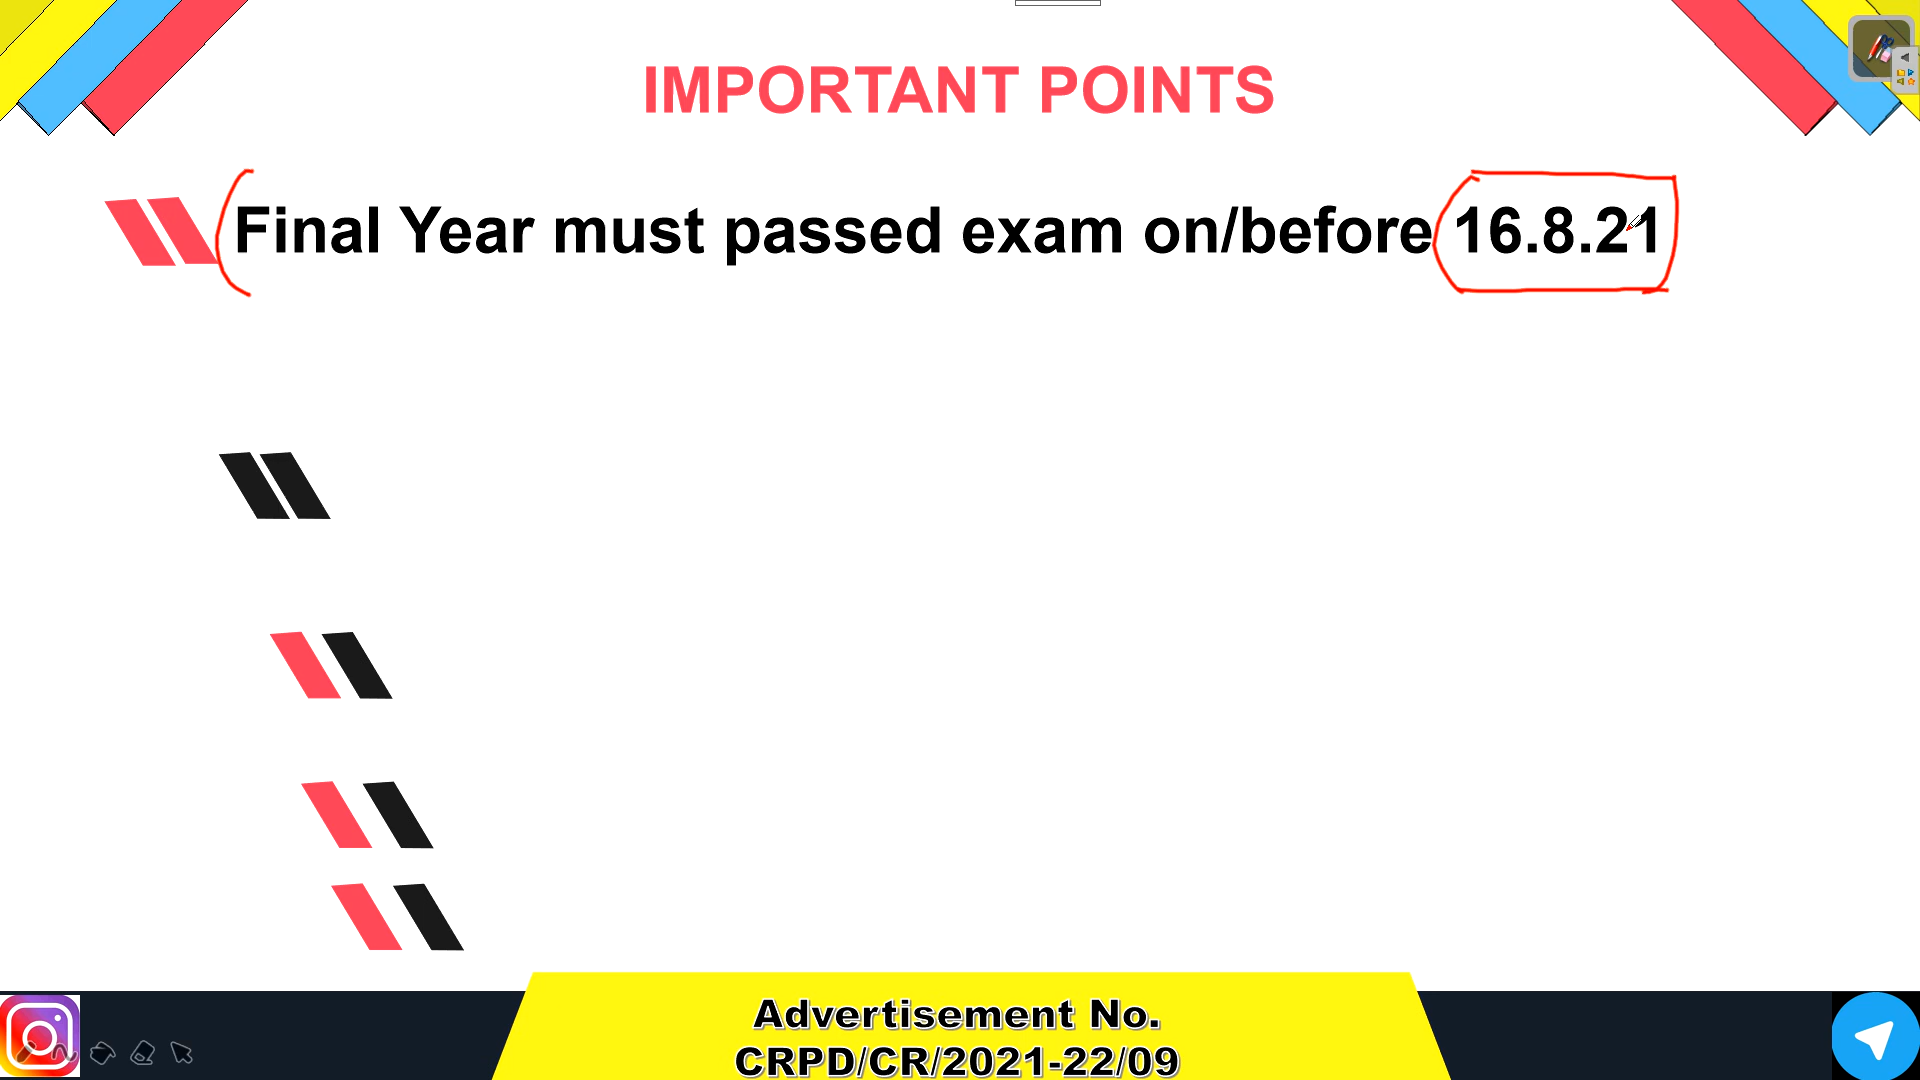 IMPORTANT POINTS
Final Year must passed exam on/before 16.8.21
Advertisement No.
CRPD/CR/2021-22/09